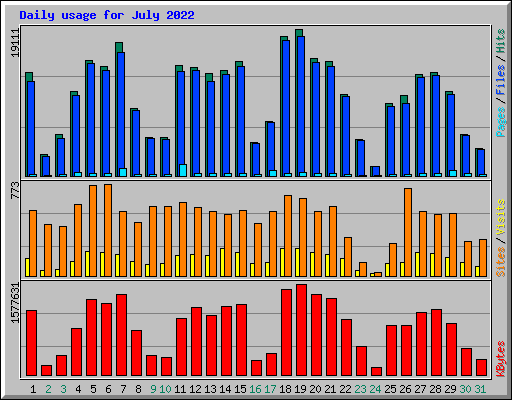 Daily usage for July 2022
19111
Pages / Files / Hits
773
Sites / Visits
1577631
KBytes
1 2 3 4 5 6 7 8 9 10 11 12 13 14 15 16 17 18 19 20 21 22 23 24 25 26 27 28 29 30 31